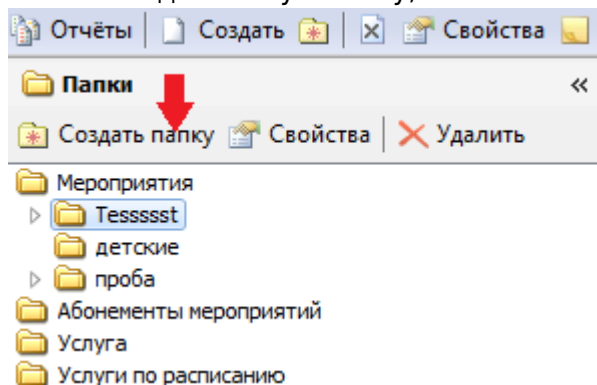 Отчёты Создать Свойства
Папки «
Создать папку Свойства Удалить
Мероприятия
Tessssst
детские
проба
Абонементы мероприятий
Услуга
Услуги по расписанию